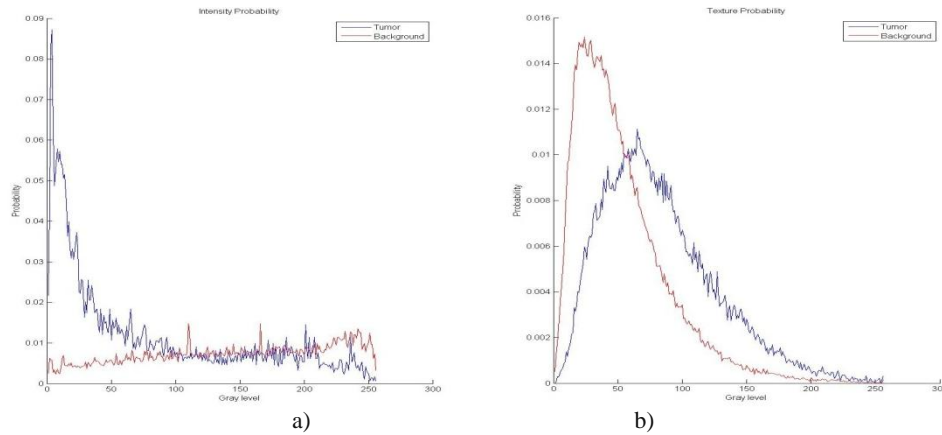 Intensity Probability
Tumor
Background
0.09
0.08
0.07
0.06
0.05
0.04
0.03
0.02
0.01
0
Probability
0
50
100
150
200
250
300
Gray level
a)
Texture Probability
Tumor
Background
0.016
0.014
0.012
0.01
0.008
0.006
0.004
0.002
0
Probability
0
50
100
150
200
250
30
Gray level
b)